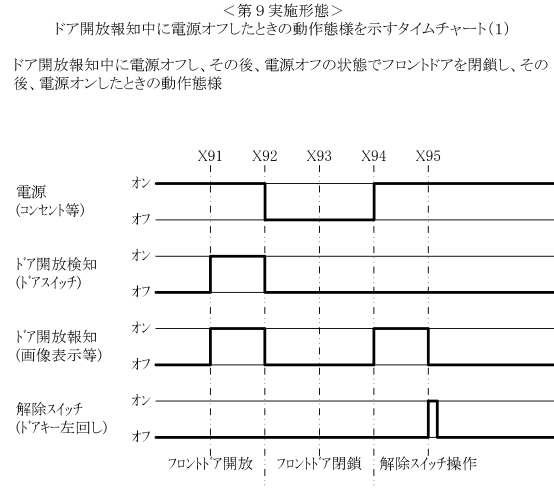 ＜第９実施形態＞
ドア開放報知中に電源オフしたときの動作態様を示すタイムチャート(1)
ドア開放報知中に電源オフし、その後、電源オフの状態でフロントドアを閉鎖し、その
後、電源オンしたときの動作態様
X91 X92 X93 X94 X95
電源
(コンセント等)
オン
オフ
ドア開放検知
(ドアスイッチ)
オン
オフ
ドア開放報知
(画像表示等)
オン
オフ
解除スイッチ
(ドアキー左回し)
オン
オフ
フロントドア開放 フロントドア閉鎖 解除スイッチ操作